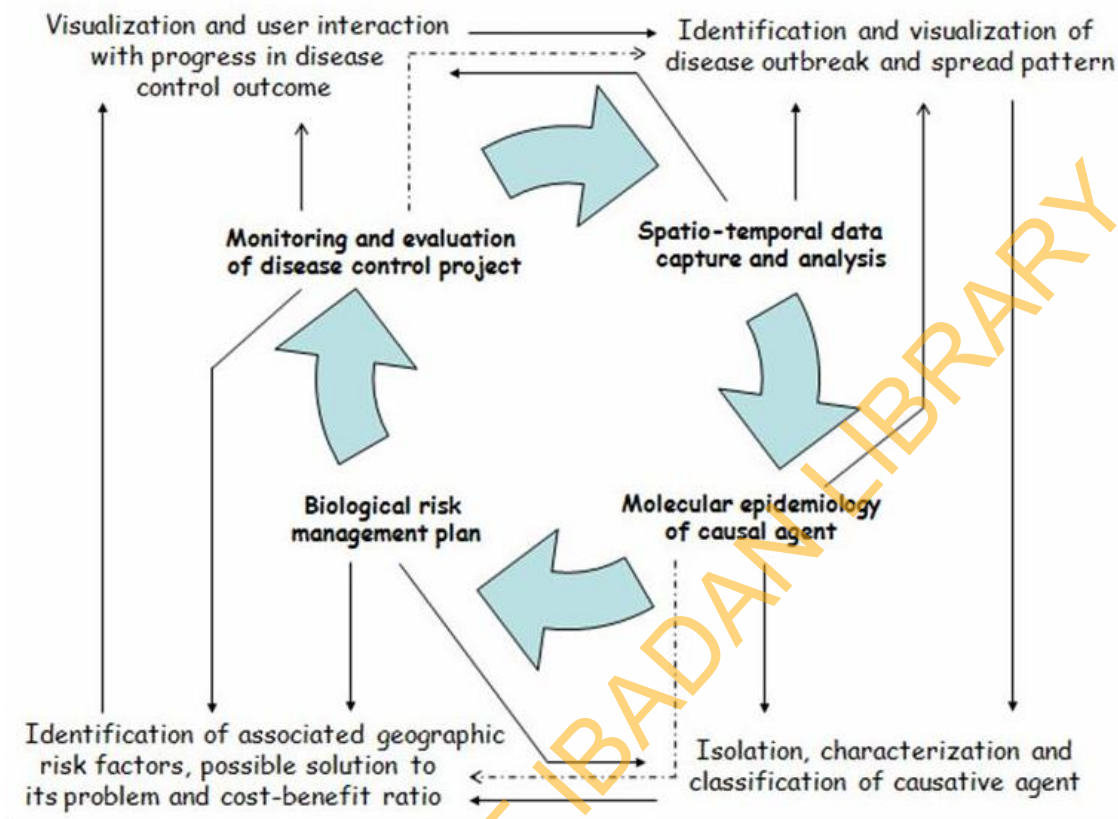 Visualization and user interaction
with progress in disease
control outcome
Identification and visualization of
disease outbreak and spread pattern
Monitoring and evaluation
of disease control project
Spatio-temporal data
capture and analysis
Biological risk
management plan
Molecular epidemiology
of causal agent
Identification of associated geographic
risk factors, possible solution to
its problem and cost-benefit ratio
Isolation, characterization and
classification of causative agent
IBADAN LIBRARY